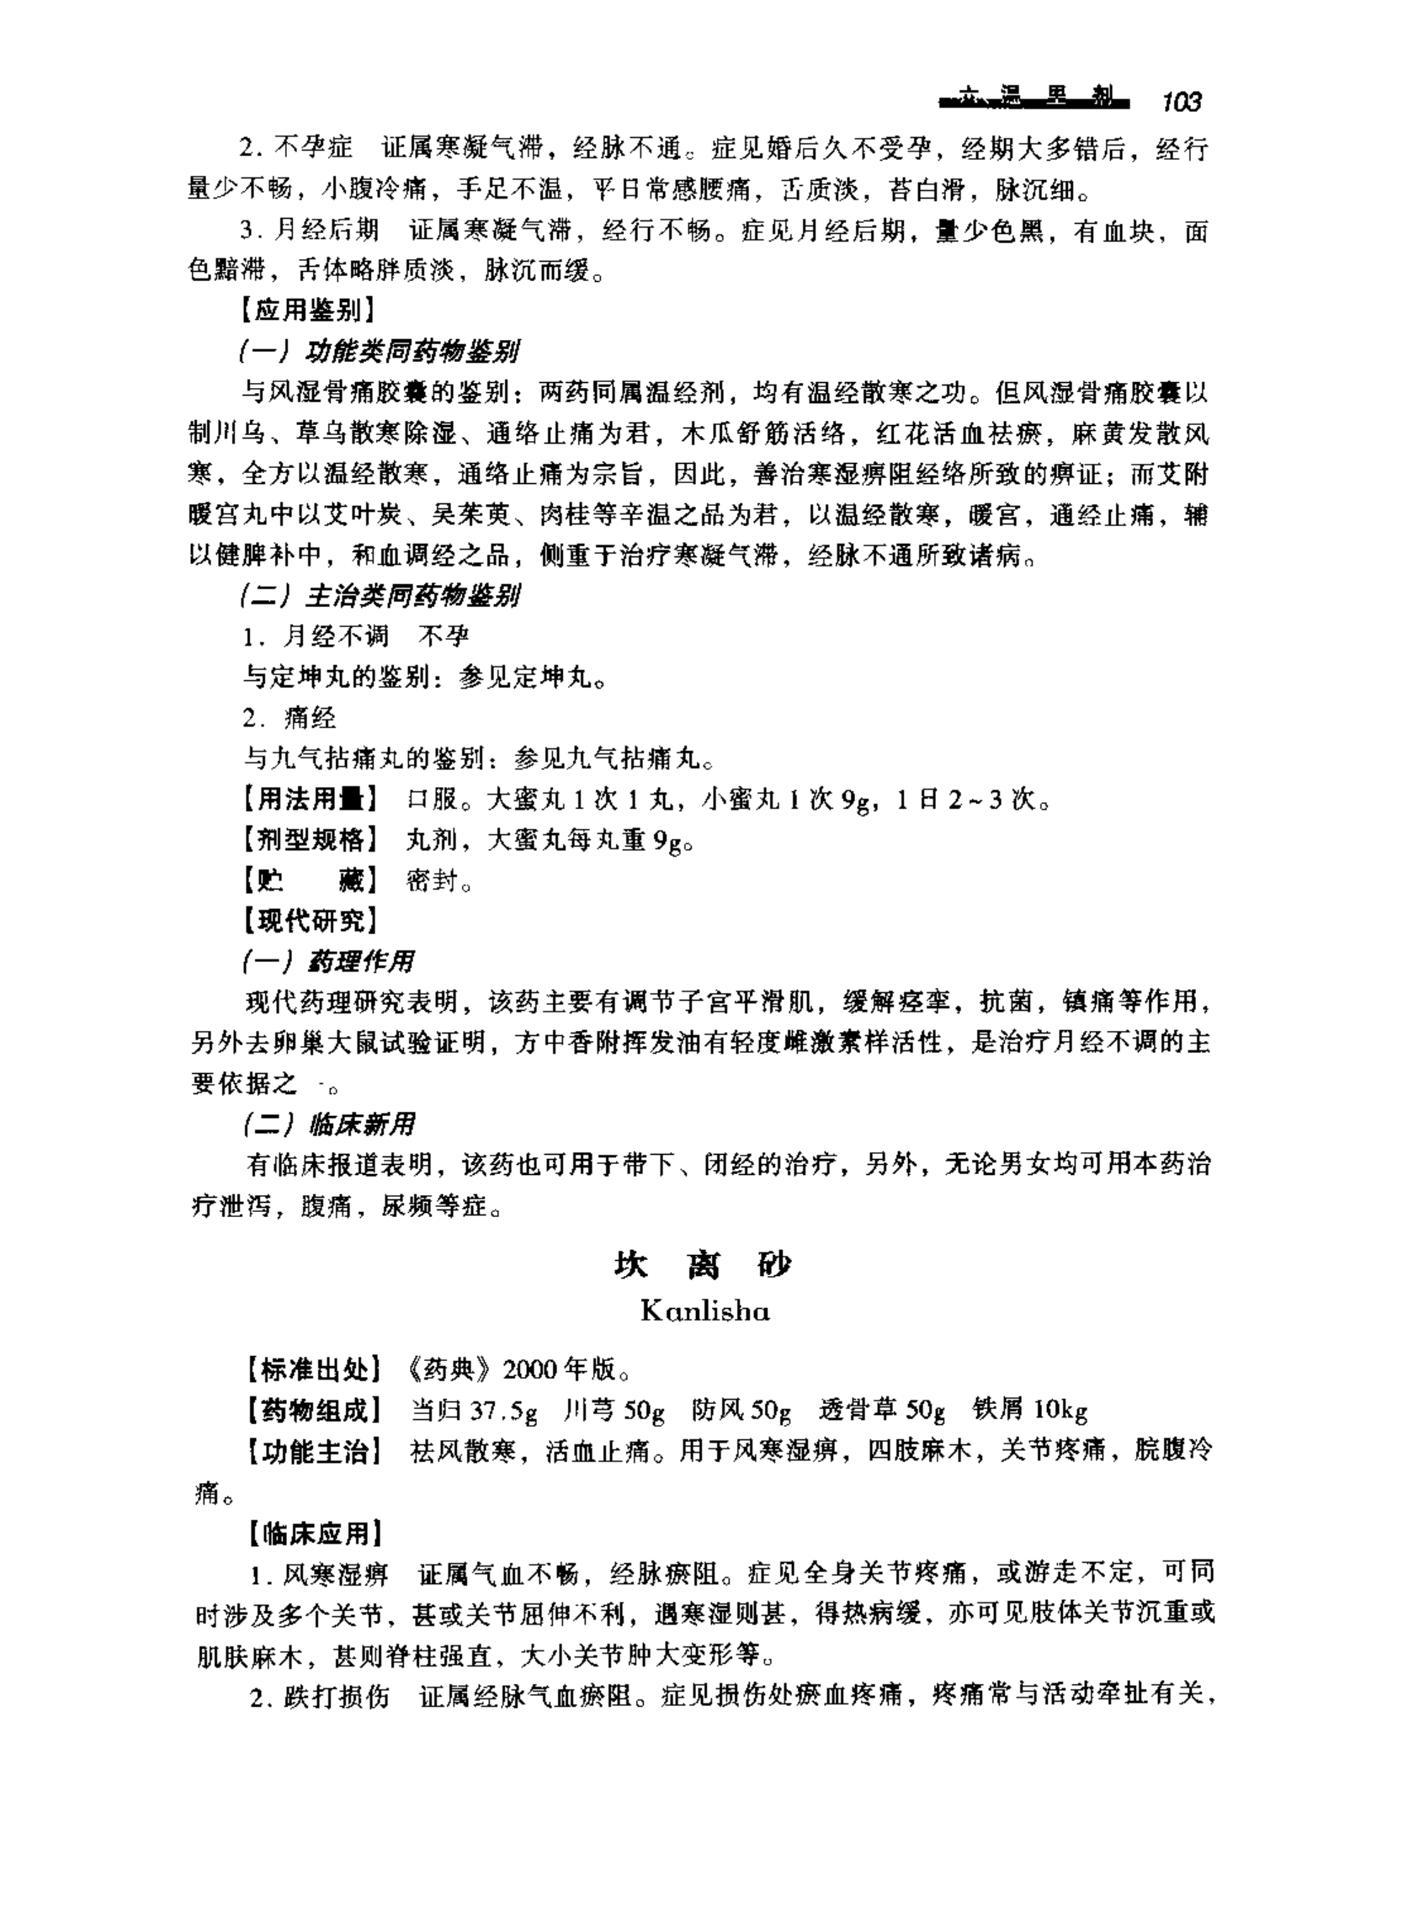 六、温里剂 103
2. 不孕症 证属寒凝气滞，经脉不通。症见婚后久不受孕，经期大多错后，经行
量少不畅，小腹冷痛，手足不温，平日常感腰痛，舌质淡，苔白滑，脉沉细。
3. 月经后期 证属寒凝气滞，经行不畅。症见月经后期，量少色黑，有血块，面
色黯滞，舌体略胖质淡，脉沉而缓。
【应用鉴别】
(一) 功能类同药物鉴别
与风湿骨痛胶囊的鉴别：两药同属温经剂，均有温经散寒之功。但风湿骨痛胶囊以
制川乌、草乌散寒除湿、通络止痛为君，木瓜舒筋活络，红花活血祛瘀，麻黄发散风
寒，全方以温经散寒，通络止痛为宗旨，因此，善治寒湿痹阻经络所致的痹证；而艾附
暖宫丸中以艾叶炭、吴茱萸、肉桂等辛温之品为君，以温经散寒，暖宫，通经止痛，辅
以健脾补中，和血调经之品，侧重于治疗寒凝气滞，经脉不通所致诸病。
(二) 主治类同药物鉴别
1. 月经不调 不孕
与定坤丸的鉴别：参见定坤丸。
2. 痛经
与九气拈痛丸的鉴别：参见九气拈痛丸。
【用法用量】 口服。大蜜丸 1 次 1 丸，小蜜丸 1 次 9g，1 日 2～3 次。
【剂型规格】 丸剂，大蜜丸每丸重 9g。
【贮 藏】 密封。
【现代研究】
(一) 药理作用
现代药理研究表明，该药主要有调节子宫平滑肌，缓解痉挛，抗菌，镇痛等作用，
另外去卵巢大鼠试验证明，方中香附挥发油有轻度雌激素样活性，是治疗月经不调的主
要依据之一。
(二) 临床新用
有临床报道表明，该药也可用于带下、闭经的治疗，另外，无论男女均可用本药治
疗泄泻，腹痛，尿频等症。
坎离砂
Kanlisha
【标准出处】 《药典》2000 年版。
【药物组成】 当归 37.5g 川芎 50g 防风 50g 透骨草 50g 铁屑 10kg
【功能主治】 祛风散寒，活血止痛。用于风寒湿痹，四肢麻木，关节疼痛，脘腹冷
痛。
【临床应用】
1. 风寒湿痹 证属气血不畅，经脉瘀阻。症见全身关节疼痛，或游走不定，可同
时涉及多个关节，甚或关节屈伸不利，遇寒湿则甚，得热病缓，亦可见肢体关节沉重或
肌肤麻木，甚则脊柱强直，大小关节肿大变形等。
2. 跌打损伤 证属经脉气血瘀阻。症见损伤处瘀血疼痛，疼痛常与活动牵扯有关，